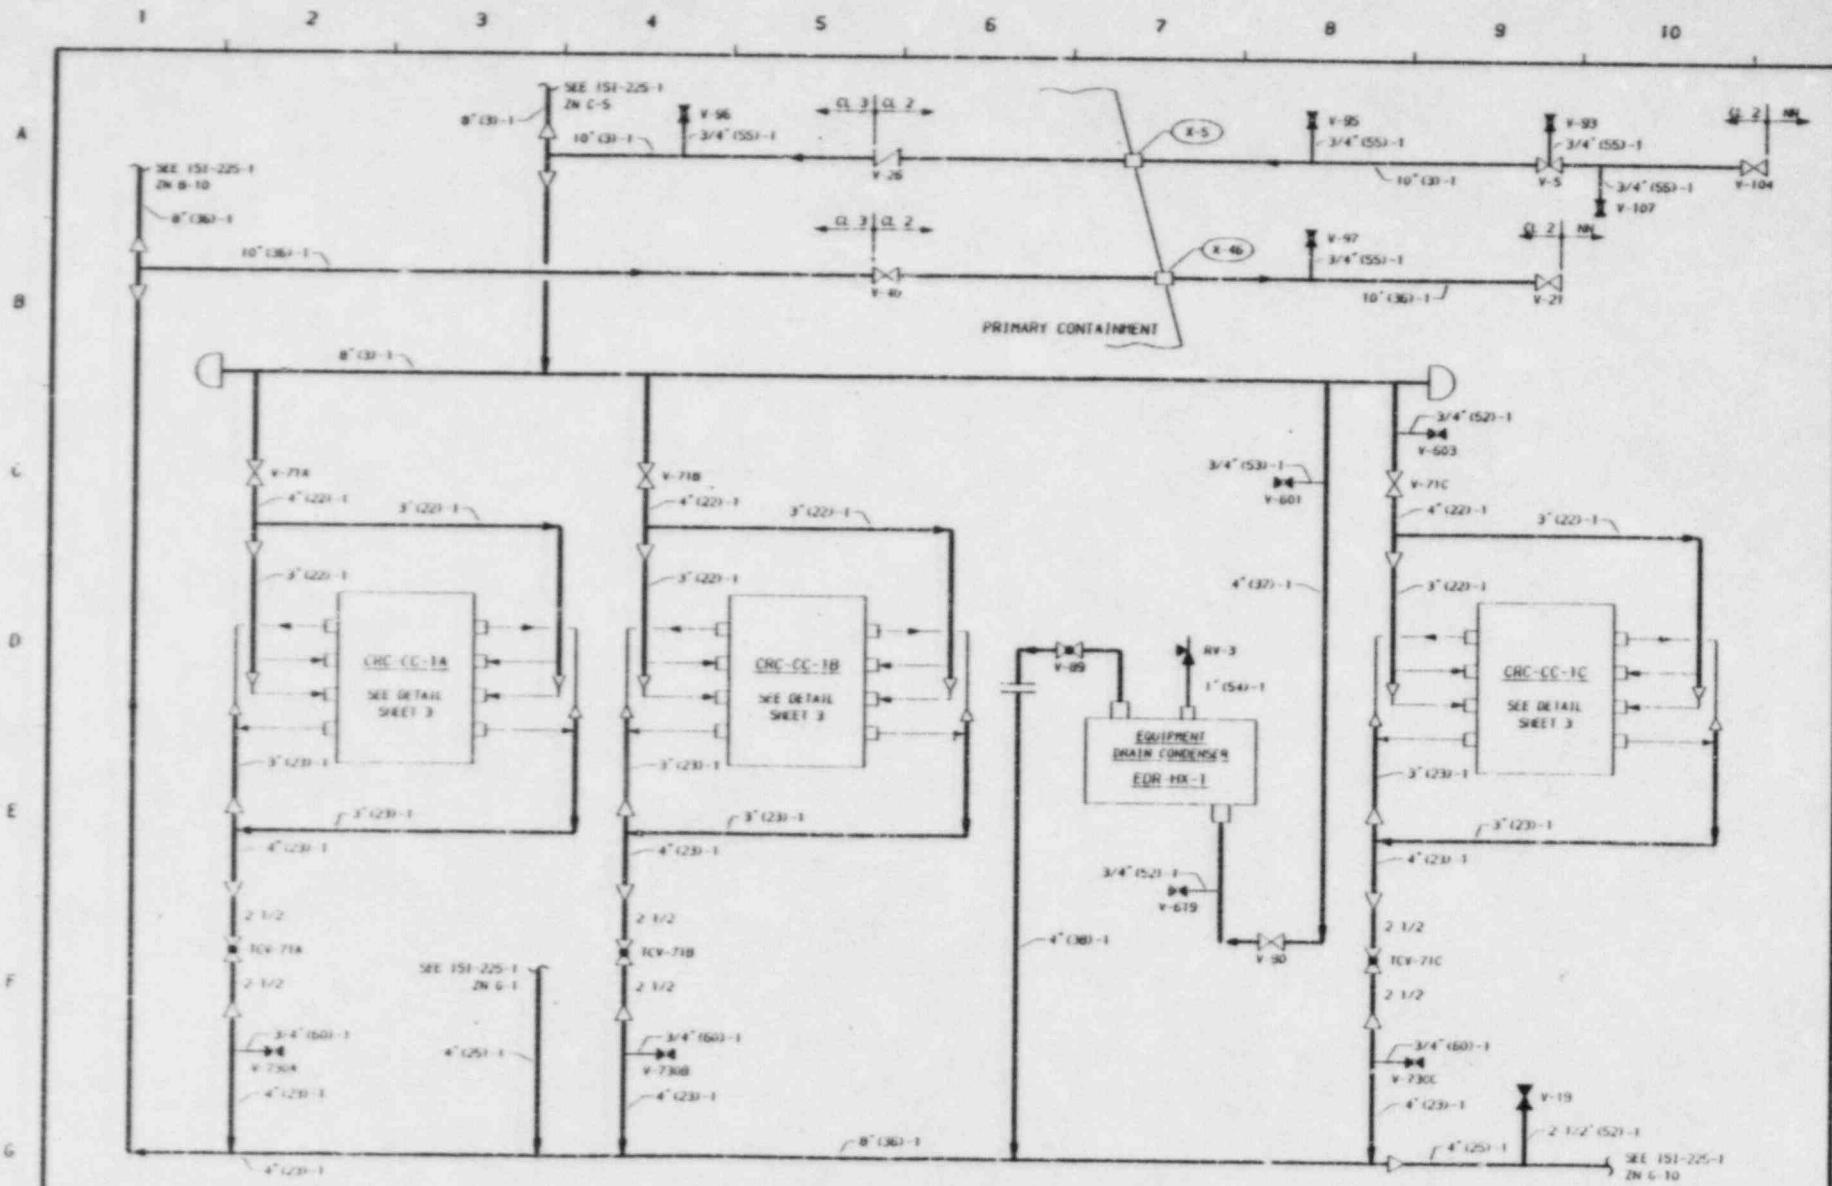 1 2 3 4 5 6 7 8 9 10
A
SEE ISI-225-1
ZN C-5
8"(3)-1
V-96
3/4"(55)-1
10"(3)-1
CL 3 CL 2
V-26
X-5
V-95
3/4"(55)-1
10"(3)-1
V-93
3/4"(55)-1
V-5
3/4"(55)-1
V-107
CL 2 NN
V-104
SEE ISI-225-1
ZN B-10
8"(36)-1
10"(36)-1
B
CL 3 CL 2
X-46
V-97
3/4"(55)-1
10"(36)-1
CL 2 NN
V-21
PRIMARY CONTAINMENT
8"(3)-1
C
V-71A
4"(22)-1
3"(22)-1
3"(22)-1
V-71B
4"(22)-1
3"(22)-1
3"(22)-1
3/4"(53)-1
V-601
4"(37)-1
3/4"(52)-1
V-603
V-71C
4"(22)-1
3"(22)-1
3"(22)-1
D
CRC-CC-1A
SEE DETAIL
SHEET 3
CRC-CC-1B
SEE DETAIL
SHEET 3
V-89
RV-3
1"(54)-1
EQUIPMENT
DRAIN CONDENSER
EDR-HX-1
CRC-CC-1C
SEE DETAIL
SHEET 3
E
3"(23)-1
3"(23)-1
4"(23)-1
3"(23)-1
3"(23)-1
4"(23)-1
3"(23)-1
3"(23)-1
4"(23)-1
3/4"(52)-1
V-679
V-90
4"(38)-1
F
2 1/2
TCV-71A
2 1/2
3/4"(60)-1
V-730A
4"(23)-1
SEE ISI-225-1
ZN G-1
4"(25)-1
2 1/2
TCV-71B
2 1/2
3/4"(60)-1
V-730B
4"(23)-1
2 1/2
TCV-71C
2 1/2
3/4"(60)-1
V-730C
4"(23)-1
V-19
2 1/2"(52)-1
G
4"(23)-1
8"(36)-1
4"(25)-1
SEE ISI-225-1
ZN G-10